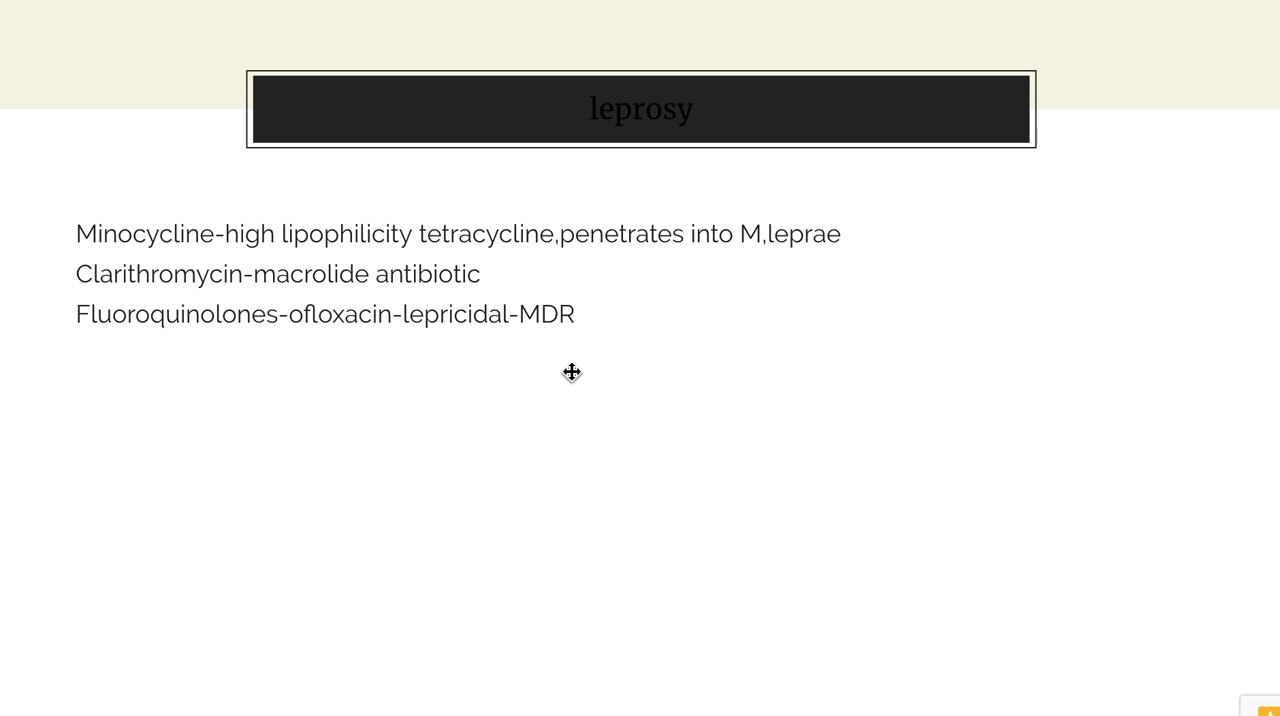 leprosy
Minocycline-high lipophilicity tetracycline,penetrates into M,leprae
Clarithromycin-macrolide antibiotic
Fluoroquinolones-ofloxacin-lepricidal-MDR